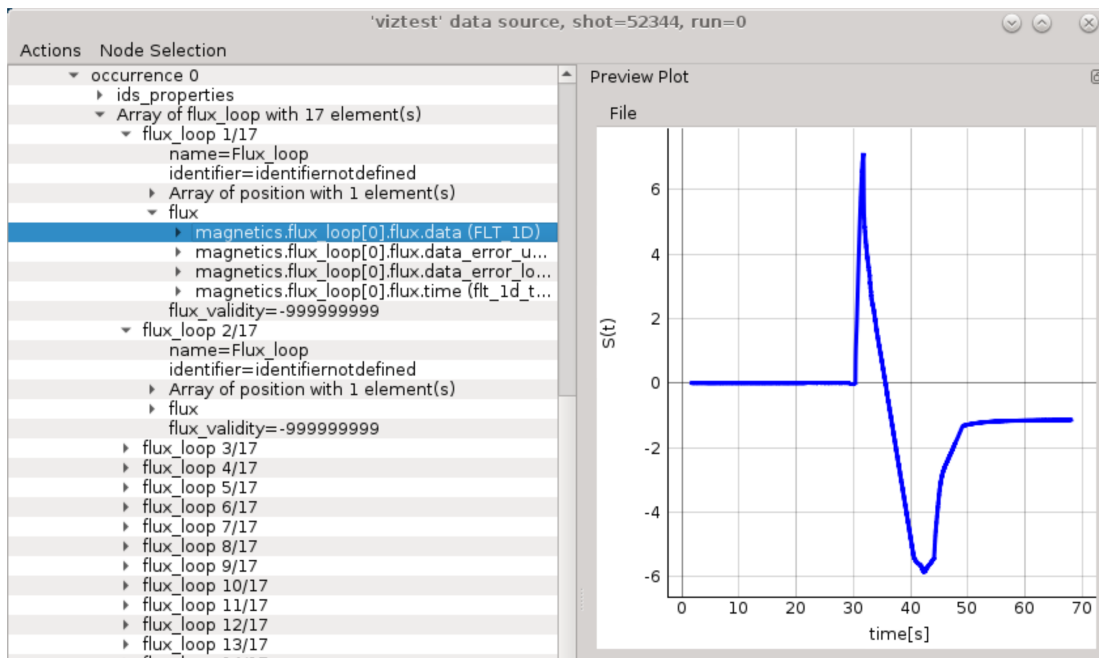 'viztest' data source, shot=52344, run=0
Actions Node Selection
occurrence 0
ids_properties
Array of flux_loop with 17 element(s)
flux_loop 1/17
name=Flux_loop
identifier=identifiernotdefined
Array of position with 1 element(s)
flux
magnetics.flux_loop[0].flux.data (FLT_1D)
magnetics.flux_loop[0].flux.data_error_u...
magnetics.flux_loop[0].flux.data_error_lo...
magnetics.flux_loop[0].flux.time (flt_1d_t...
flux_validity=-999999999
flux_loop 2/17
name=Flux_loop
identifier=identifiernotdefined
Array of position with 1 element(s)
flux
flux_validity=-999999999
flux_loop 3/17
flux_loop 4/17
flux_loop 5/17
flux_loop 6/17
flux_loop 7/17
flux_loop 8/17
flux_loop 9/17
flux_loop 10/17
flux_loop 11/17
flux_loop 12/17
flux_loop 13/17
Preview Plot
File
S(t)
6
4
2
0
-2
-4
-6
0 10 20 30 40 50 60 70
time[s]